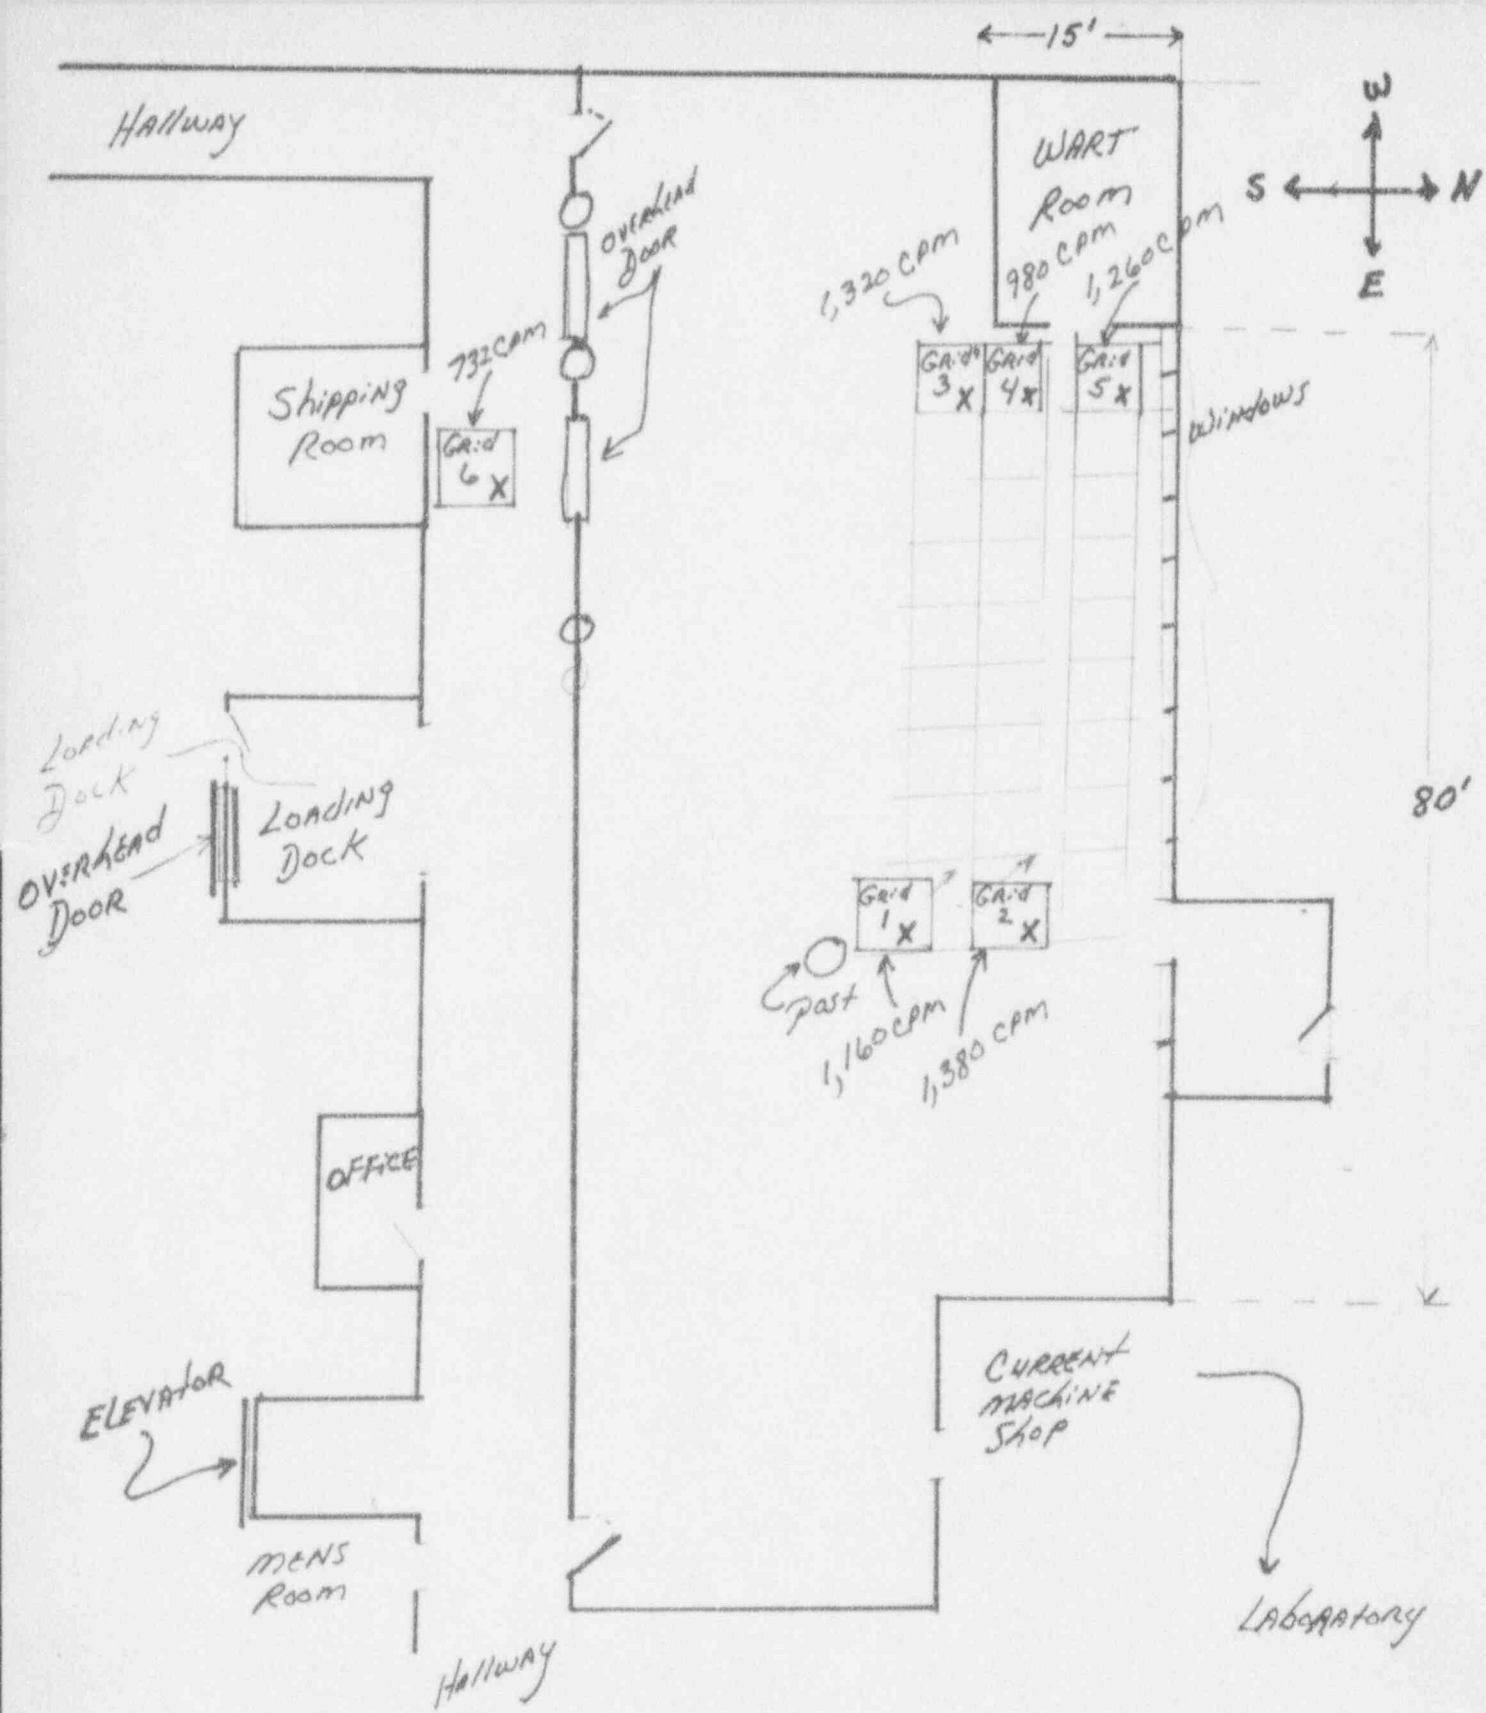 15'
Hallway
W
S N
E
WART
Room
OVERHEAD
DOOR
1,320 CPM
980 CPM
1,260 CPM
732 CPM
Shipping
Room
GRid
6 X
GRid
3 X
GRid
4 X
GRid
5 X
WINDOWS
Loading
Dock
80'
LOADING
DOCK
OVERHEAD
DOOR
GRid
1 X
GRid
2 X
Post
1,160 CPM
1,380 CPM
OFFICE
CURRENT
MACHINE
Shop
ELEVATOR
MENS
Room
LABORATORY
Hallway